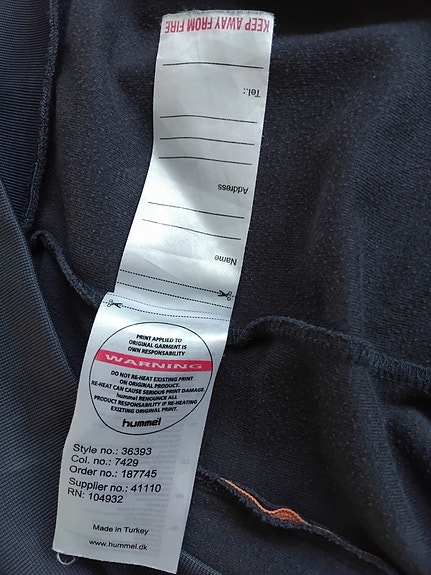 KEEP AWAY FROM FIRE
Tel.:
Address
Name
PRINT APPLIED TO
ORIGINAL GARMENT IS
OWN RESPONSABILITY
WARNING
DO NOT RE-HEAT EXISTING PRINT
ON ORIGINAL PRODUCT.
RE-HEAT CAN CAUSE SERIOUS PRINT DAMAGE
hummel RENOUNCE ALL
PRODUCT RESPONSABILITY IF RE-HEATING
EXIZTING ORIGINAL PRINT.
hummel
Style no.: 36393
Col. no.: 7429
Order no.: 187745
Supplier no.: 41110
RN: 104932
Made in Turkey
www.hummel.dk